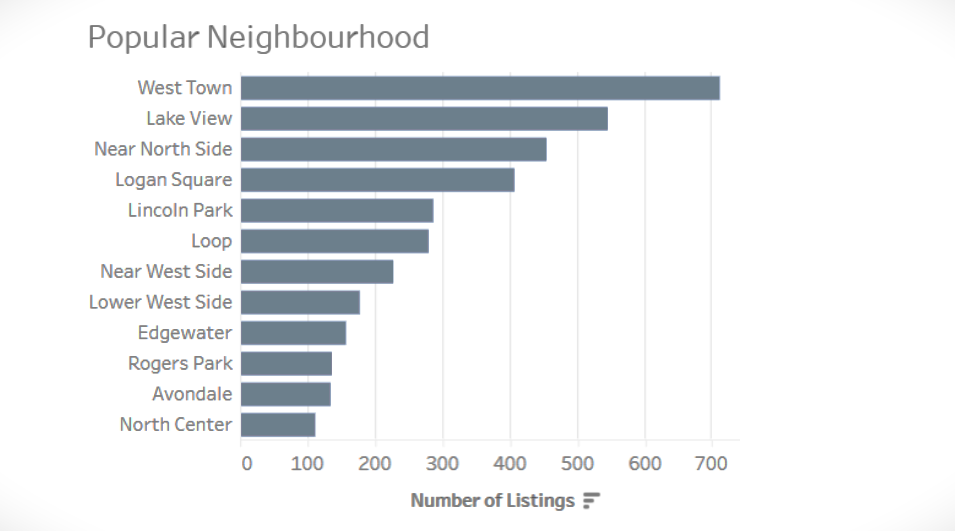 Popular Neighbourhood
West Town
Lake View
Near North Side
Logan Square
Lincoln Park
Loop
Near West Side
Lower West Side
Edgewater
Rogers Park
Avondale
North Center
0 100 200 300 400 500 600 700
Number of Listings